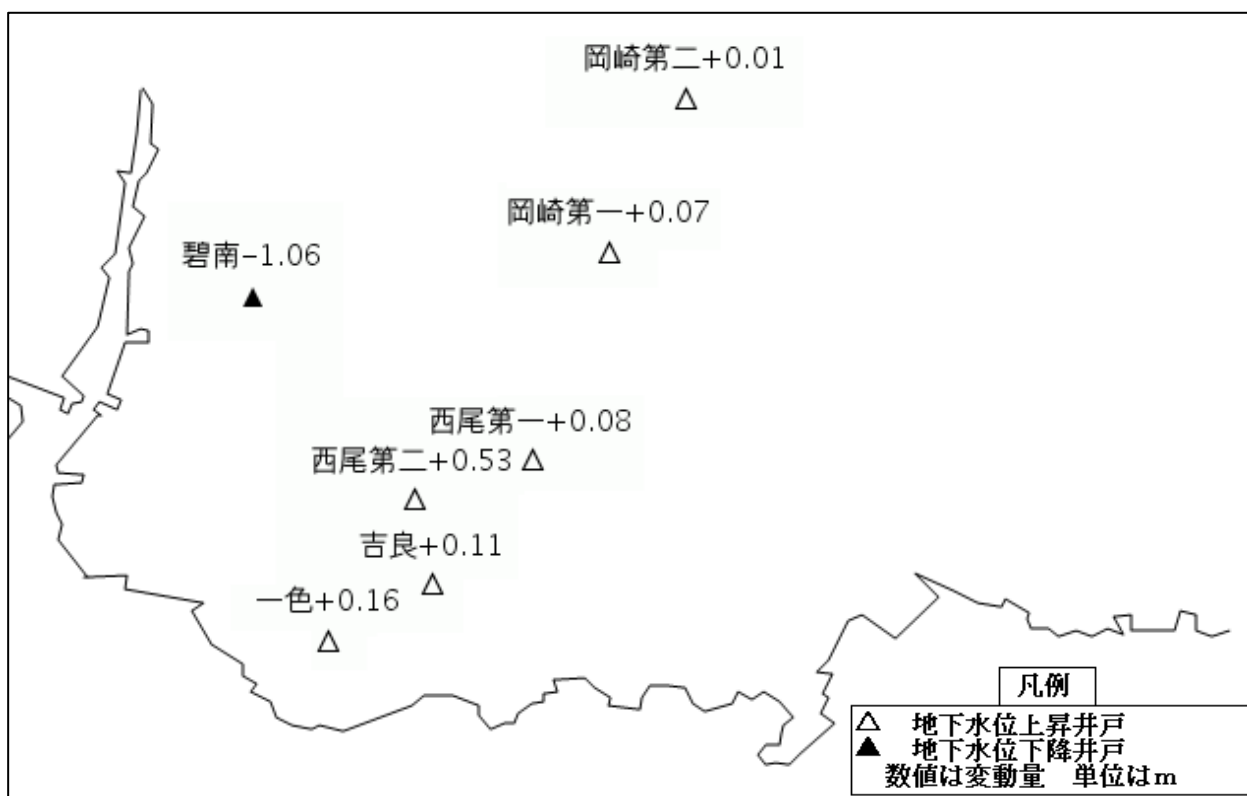 岡崎第二+0.01
岡崎第一+0.07
碧南-1.06
西尾第一+0.08
西尾第二+0.53
吉良+0.11
一色+0.16
凡例
△ 地下水位上昇井戸
▲ 地下水位下降井戸
数値は変動量 単位はm